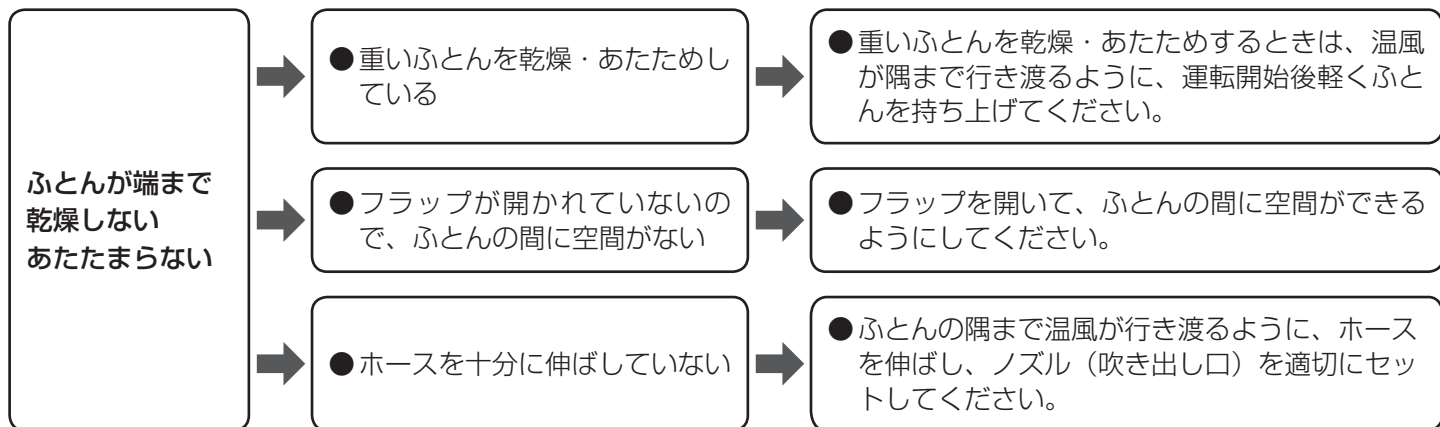 ふとんが端まで
乾燥しない
あたたまらない
●重いふとんを乾燥・あたためし
ている
●重いふとんを乾燥・あたためするときは、温風
が隅まで行き渡るように、運転開始後軽くふと
んを持ち上げてください。
●フラップが開かれていないの
で、ふとんの間に空間がない
●フラップを開いて、ふとんの間に空間ができる
ようにしてください。
●ホースを十分に伸ばしていない
●ふとんの隅まで温風が行き渡るように、ホース
を伸ばし、ノズル（吹き出し口）を適切にセッ
トしてください。